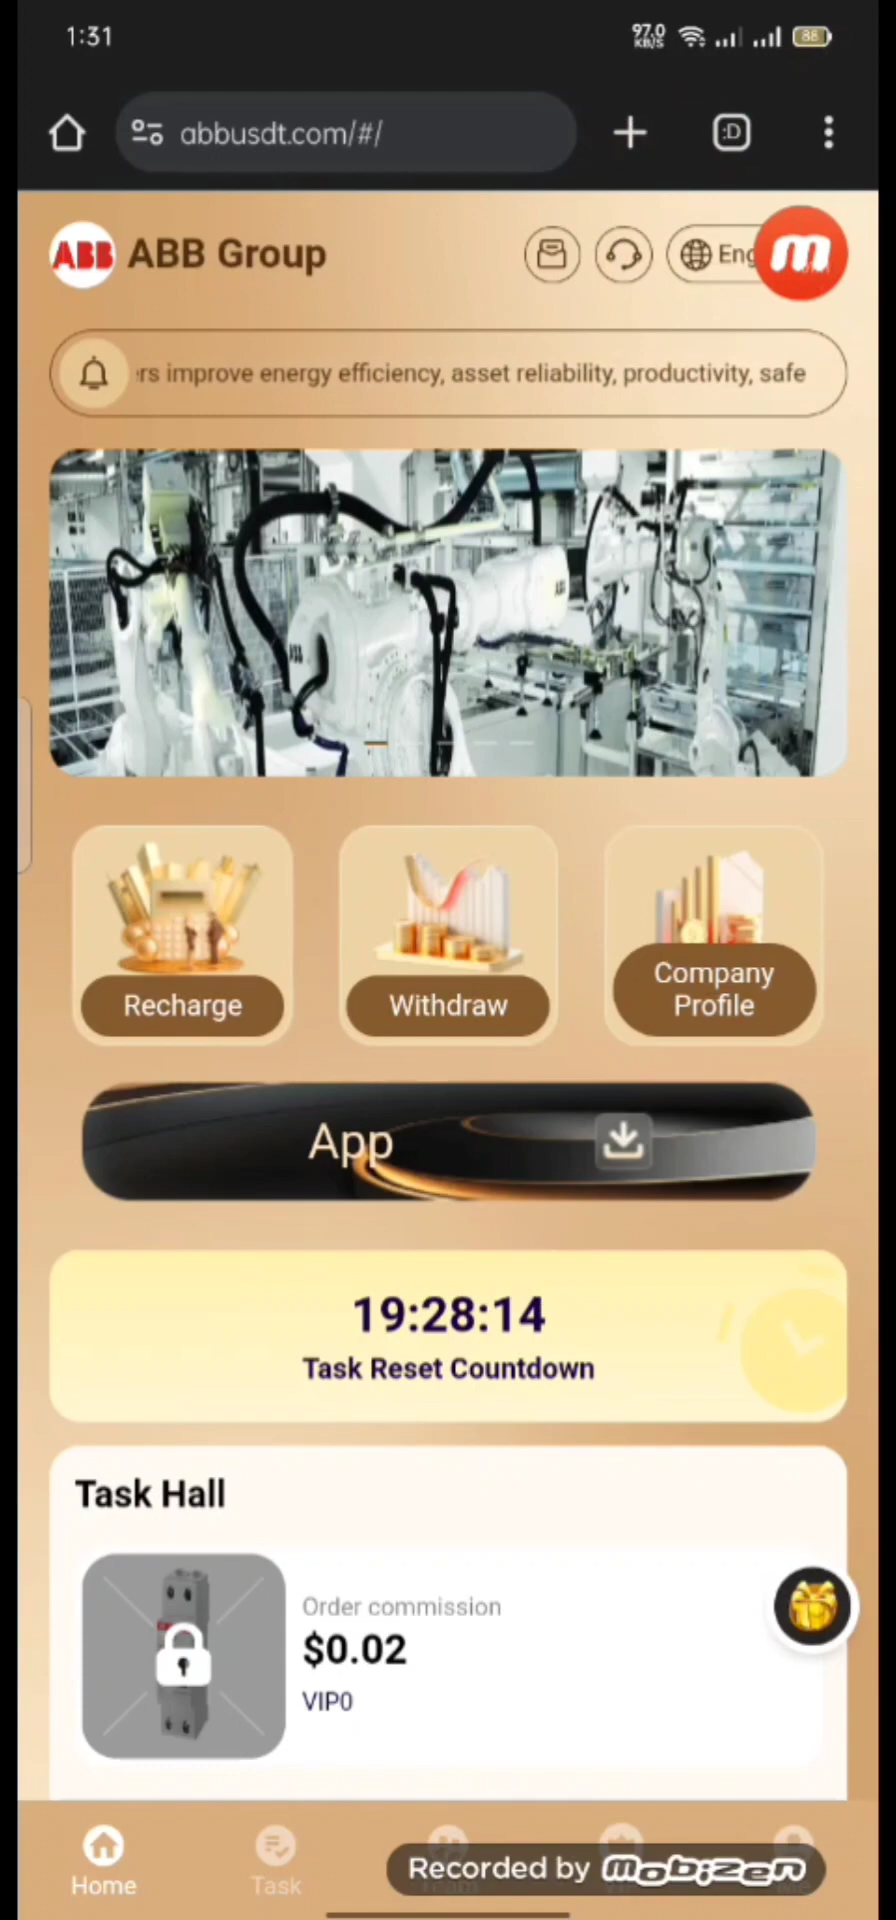 1:31
97.0
KB/S
88
abbusdt.com/#/
:D
ABB ABB Group
Eng
rs improve energy efficiency, asset reliability, productivity, safe
Recharge
Withdraw
Company
Profile
App
19:28:14
Task Reset Countdown
Task Hall
Order commission
$0.02
VIP0
Home
Task
Recorded by mobizen